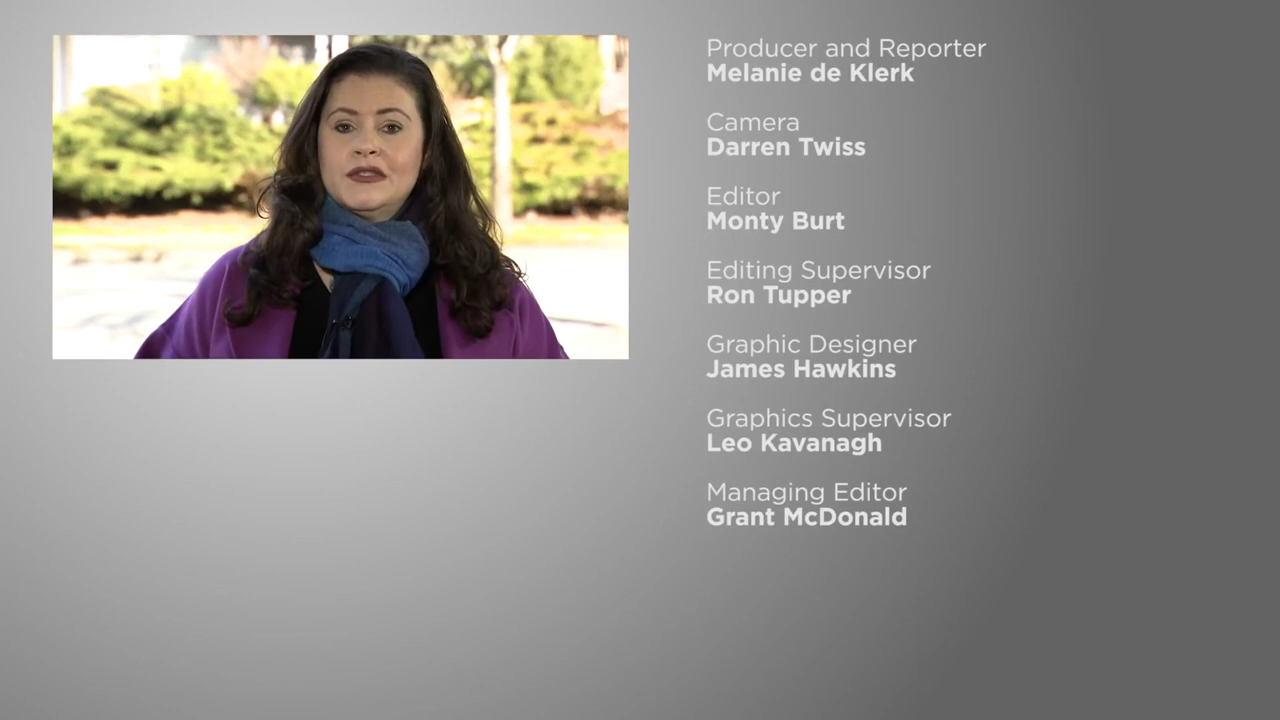 Producer and Reporter
Melanie de Klerk
Camera
Darren Twiss
Editor
Monty Burt
Editing Supervisor
Ron Tupper
Graphic Designer
James Hawkins
Graphics Supervisor
Leo Kavanagh
Managing Editor
Grant McDonald